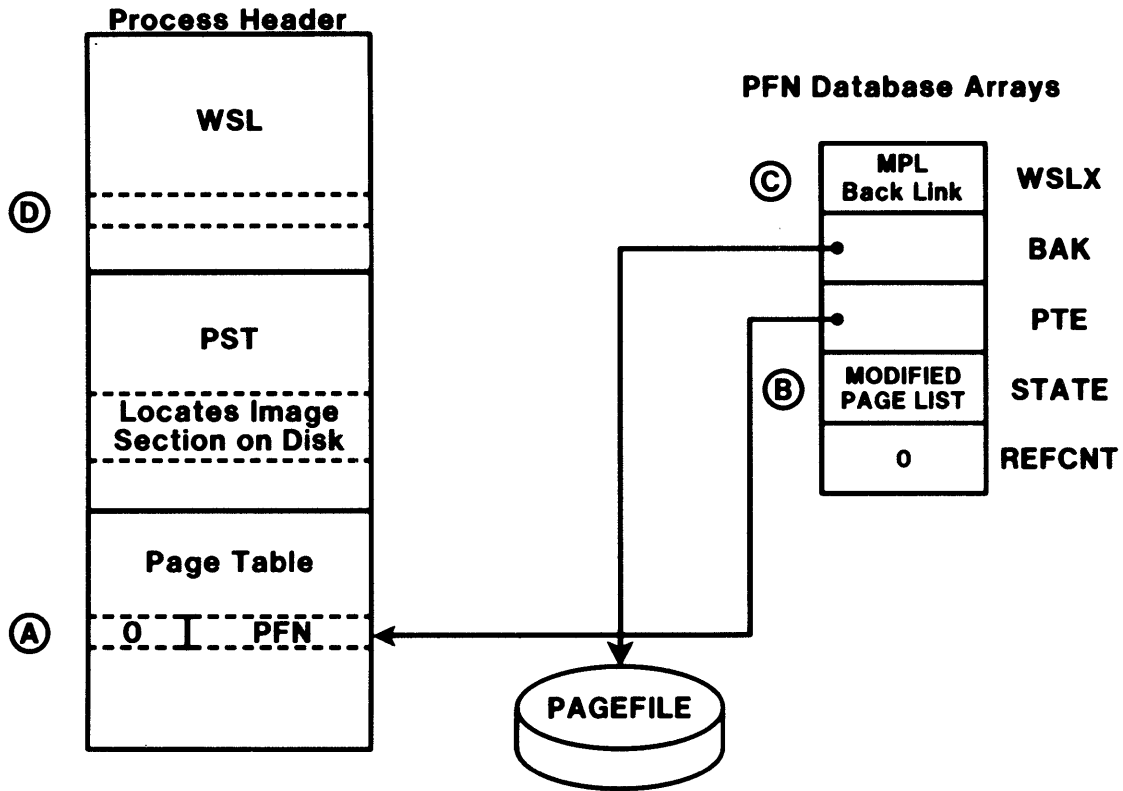 Process Header
WSL
D
PST
Locates Image
Section on Disk
Page Table
A
0 PFN
PFN Database Arrays
C
MPL
Back Link
WSLX
BAK
PTE
B
MODIFIED
PAGE LIST
STATE
0
REFCNT
PAGEFILE